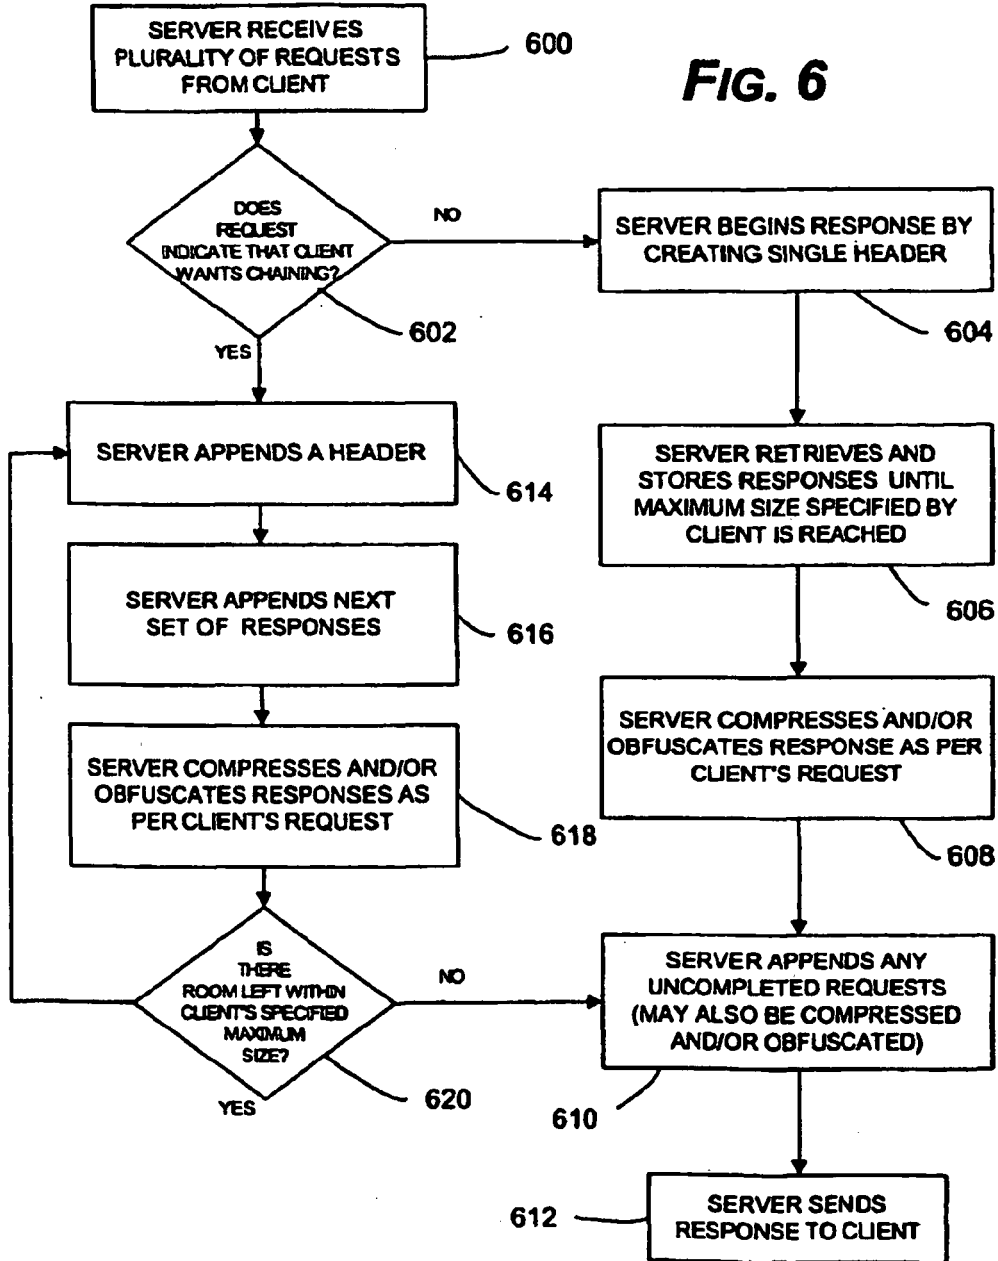 SERVER RECEIVES
PLURALITY OF REQUESTS
FROM CLIENT
600
FIG. 6
DOES
REQUEST
INDICATE THAT CLIENT
WANTS CHAINING?
602
NO
YES
SERVER BEGINS RESPONSE BY
CREATING SINGLE HEADER
604
SERVER APPENDS A HEADER
614
SERVER RETRIEVES AND
STORES RESPONSES UNTIL
MAXIMUM SIZE SPECIFIED BY
CLIENT IS REACHED
606
SERVER APPENDS NEXT
SET OF RESPONSES
616
SERVER COMPRESSES AND/OR
OBFUSCATES RESPONSE AS PER
CLIENT'S REQUEST
608
SERVER COMPRESSES AND/OR
OBFUSCATES RESPONSES AS
PER CLIENT'S REQUEST
618
IS
THERE
ROOM LEFT WITHIN
CLIENT'S SPECIFIED
MAXIMUM
SIZE?
620
NO
YES
SERVER APPENDS ANY
UNCOMPLETED REQUESTS
(MAY ALSO BE COMPRESSED
AND/OR OBFUSCATED)
610
SERVER SENDS
RESPONSE TO CLIENT
612